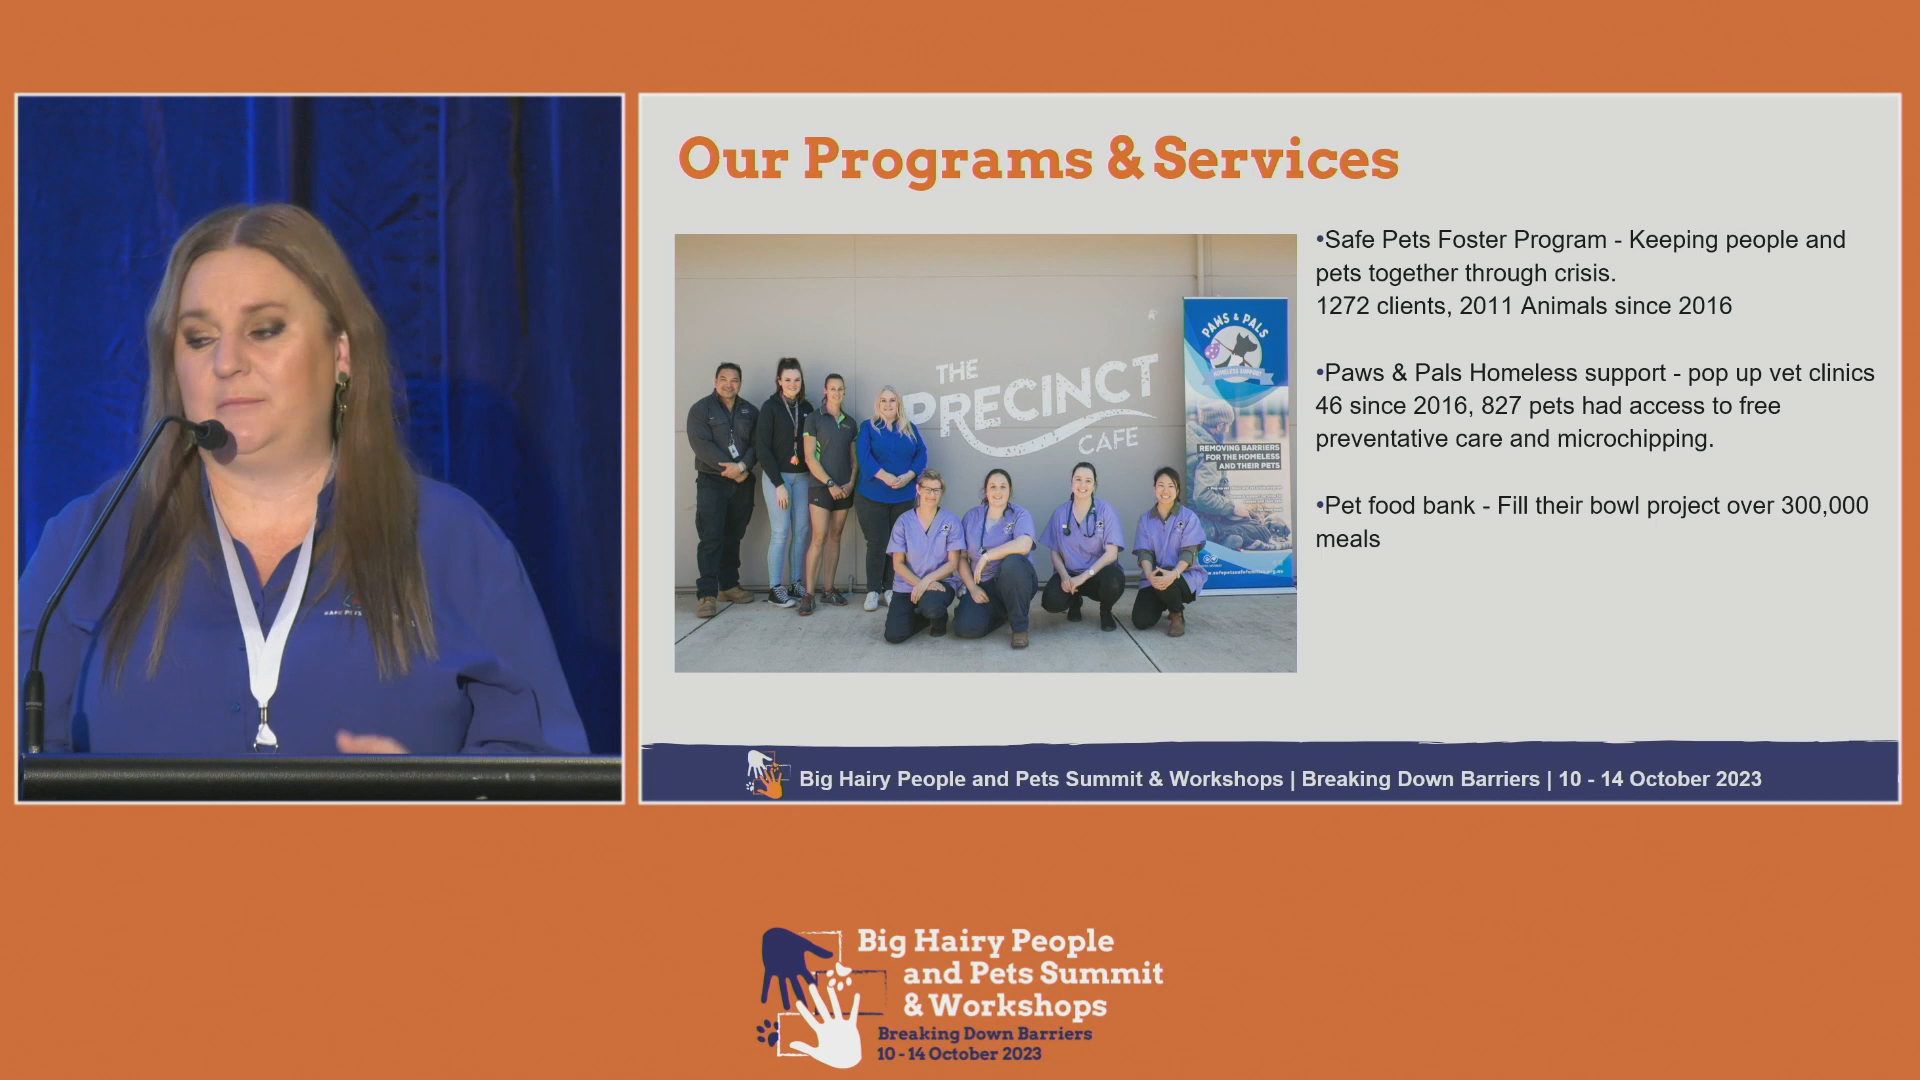 Our Programs & Services
•Safe Pets Foster Program - Keeping people and
pets together through crisis.
1272 clients, 2011 Animals since 2016
•Paws & Pals Homeless support - pop up vet clinics
46 since 2016, 827 pets had access to free
preventative care and microchipping.
•Pet food bank - Fill their bowl project over 300,000
meals
THE
PRECINCT
CAFE
PAWS & PALS
HOMELESS SUPPORT
REMOVING BARRIERS
FOR THE HOMELESS
AND THEIR PETS
SAFE PETS
Big Hairy People and Pets Summit & Workshops | Breaking Down Barriers | 10 - 14 October 2023
Big Hairy People
and Pets Summit
& Workshops
Breaking Down Barriers
10 - 14 October 2023